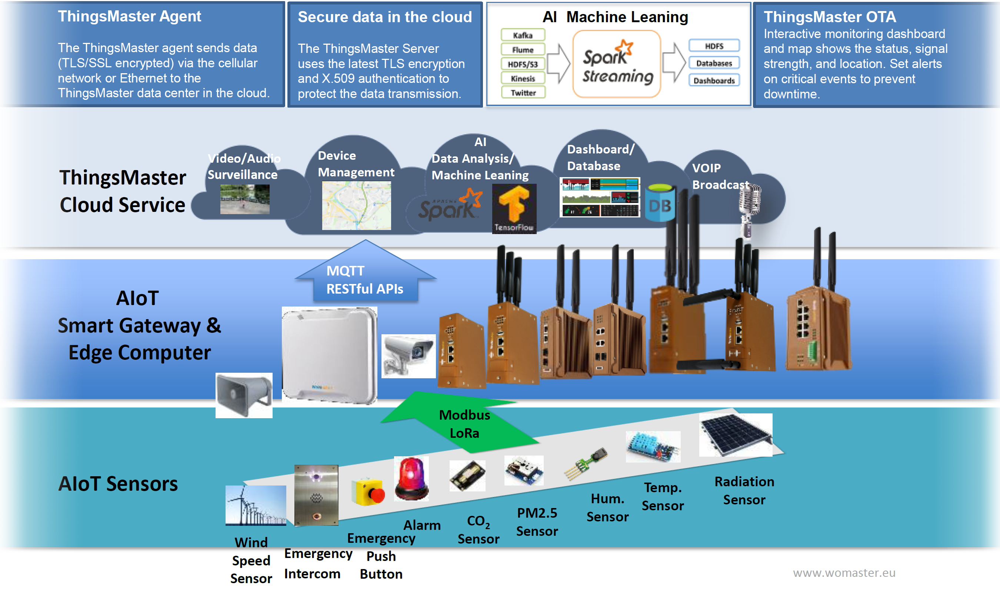 ThingsMaster Agent
The ThingsMaster agent sends data
(TLS/SSL encrypted) via the cellular
network or Ethernet to the
ThingsMaster data center in the cloud.
Secure data in the cloud
The ThingsMaster Server
uses the latest TLS encryption
and X.509 authentication to
protect the data transmission.
AI Machine Leaning
Kafka
Flume
HDFS/S3
Kinesis
Twitter
Spark
Streaming
HDFS
Databases
Dashboards
ThingsMaster OTA
Interactive monitoring dashboard
and map shows the status, signal
strength, and location. Set alerts
on critical events to prevent
downtime.
ThingsMaster
Cloud Service
Video/Audio
Surveillance
Device
Management
AI
Data Analysis/
Machine Leaning
APACHE
Spark
TensorFlow
Dashboard/
Database
DB
VOIP
Broadcast
MQTT
RESTful APIs
AIoT
Smart Gateway &
Edge Computer
Modbus
LoRa
AIoT Sensors
Wind
Speed
Sensor
Emergency
Intercom
Emergency
Push
Button
Alarm
CO₂
Sensor
PM2.5
Sensor
Hum.
Sensor
Temp.
Sensor
Radiation
Sensor
www.womaster.eu